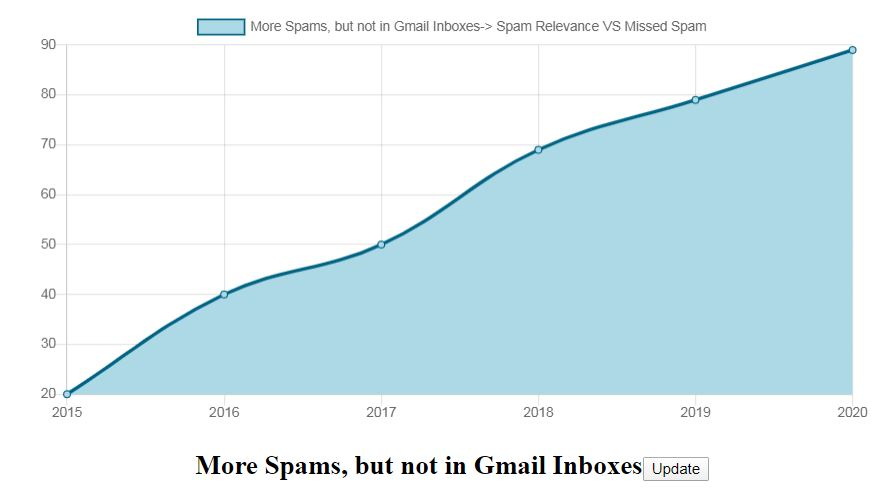 More Spams, but not in Gmail Inboxes-> Spam Relevance VS Missed Spam
90
80
70
60
50
40
30
20
2015 2016 2017 2018 2019 2020
More Spams, but not in Gmail Inboxes Update